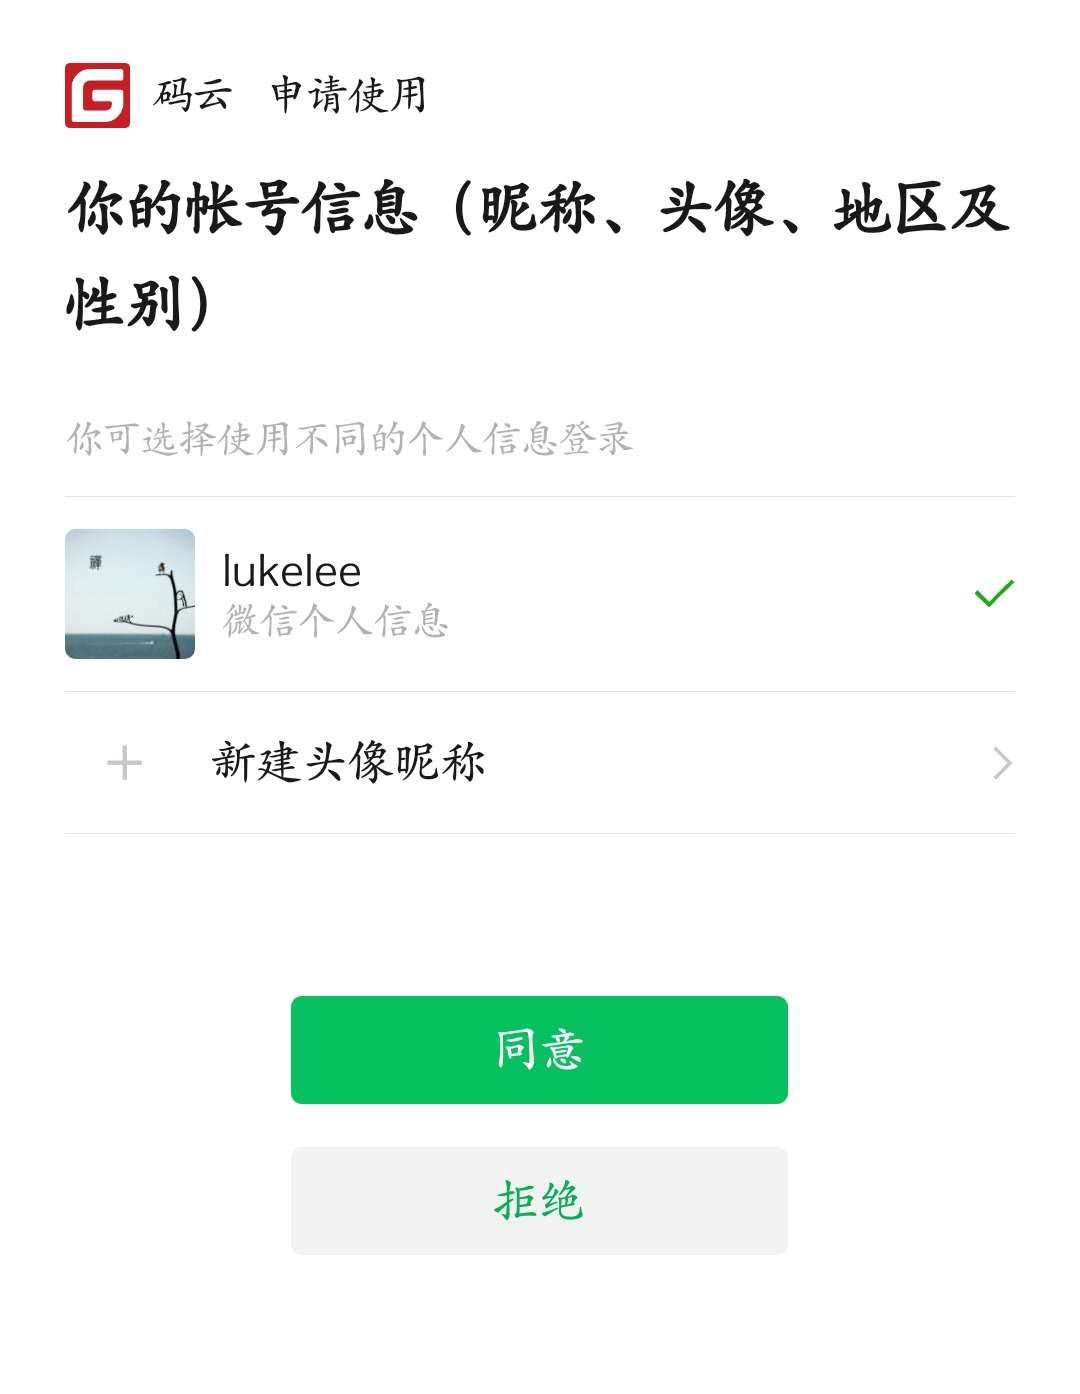 码云 申请使用
你的帐号信息（昵称、头像、地区及
性别）
你可选择使用不同的个人信息登录
lukelee
微信个人信息
新建头像昵称
同意
拒绝